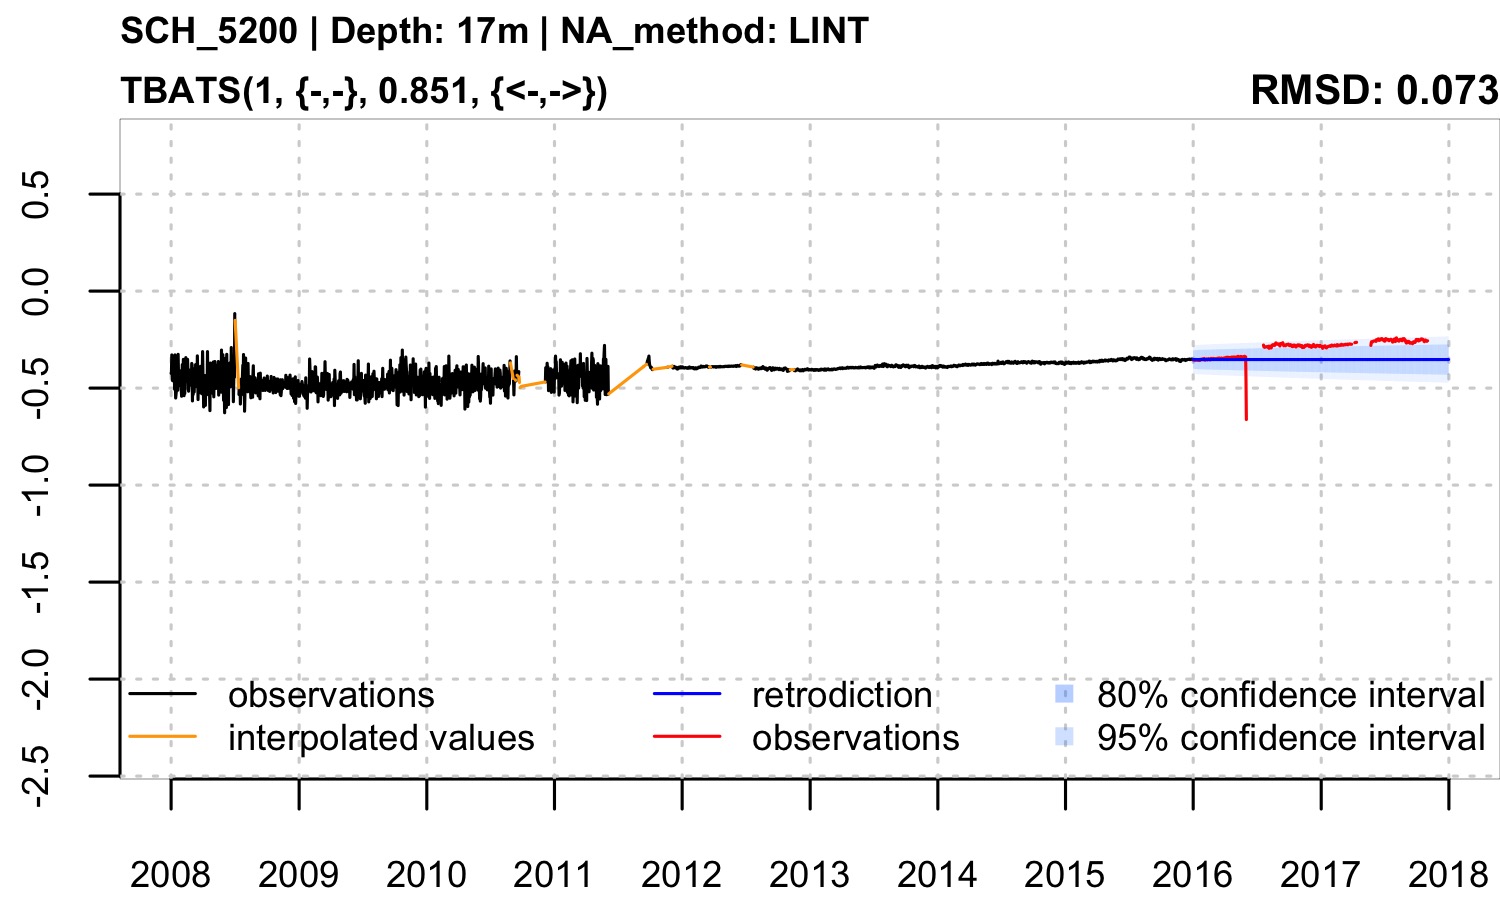 SCH_5200 | Depth: 17m | NA_method: LINT
TBATS(1, {-,-}, 0.851, {<-,->})
RMSD: 0.073
0.5
0.0
-0.5
-1.0
-1.5
-2.0
-2.5
observations
interpolated values
retrodiction
observations
80% confidence interval
95% confidence interval
2008 2009 2010 2011 2012 2013 2014 2015 2016 2017 2018